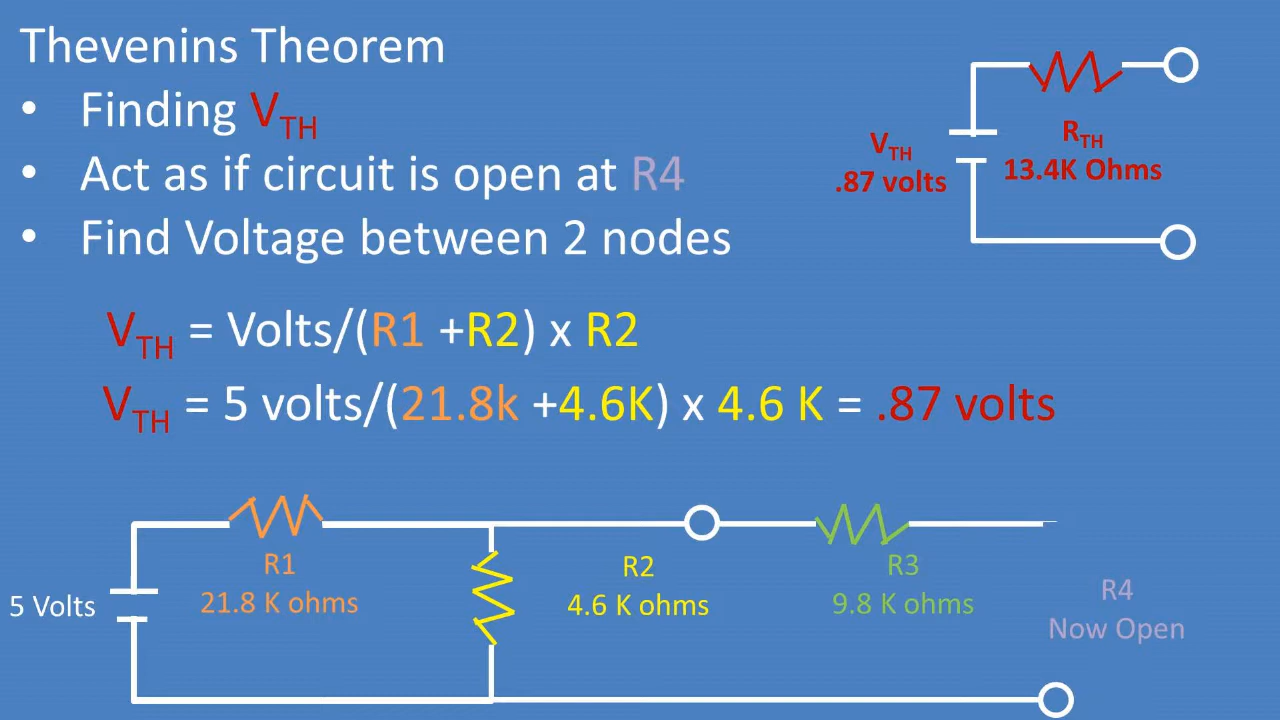 Thevenins Theorem
• Finding VTH
• Act as if circuit is open at R4
• Find Voltage between 2 nodes
VTH
.87 volts
RTH
13.4K Ohms
VTH = Volts/(R1 +R2) x R2
VTH = 5 volts/(21.8k +4.6K) x 4.6 K = .87 volts
5 Volts
R1
21.8 K ohms
R2
4.6 K ohms
R3
9.8 K ohms
R4
Now Open